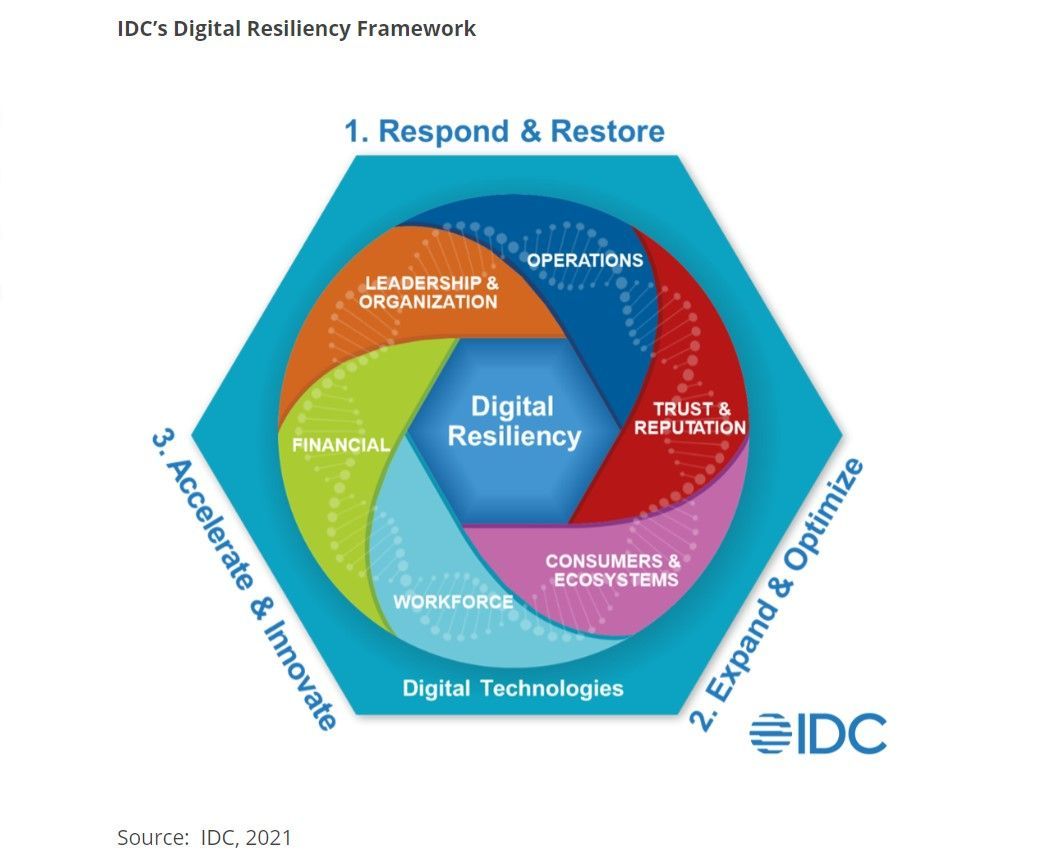 IDC’s Digital Resiliency Framework
1. Respond & Restore
OPERATIONS
LEADERSHIP &
ORGANIZATION
Digital
Resiliency
TRUST &
REPUTATION
FINANCIAL
CONSUMERS &
ECOSYSTEMS
WORKFORCE
Digital Technologies
2. Expand & Optimize
3. Accelerate & Innovate
IDC
Source: IDC, 2021